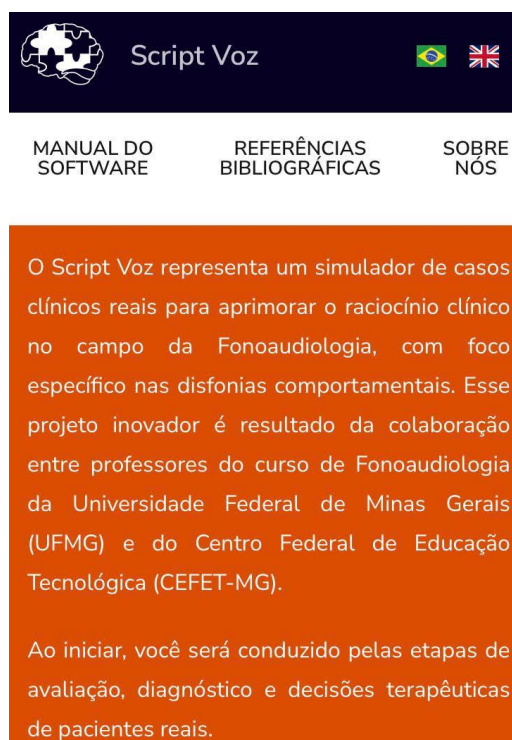 Script Voz
MANUAL DO SOFTWARE
REFERÊNCIAS BIBLIOGRÁFICAS
SOBRE NÓS
O Script Voz representa um simulador de casos
clínicos reais para aprimorar o raciocínio clínico
no campo da Fonoaudiologia, com foco
específico nas disfonias comportamentais. Esse
projeto inovador é resultado da colaboração
entre professores do curso de Fonoaudiologia
da Universidade Federal de Minas Gerais
(UFMG) e do Centro Federal de Educação
Tecnológica (CEFET-MG).
Ao iniciar, você será conduzido pelas etapas de
avaliação, diagnóstico e decisões terapêuticas
de pacientes reais.